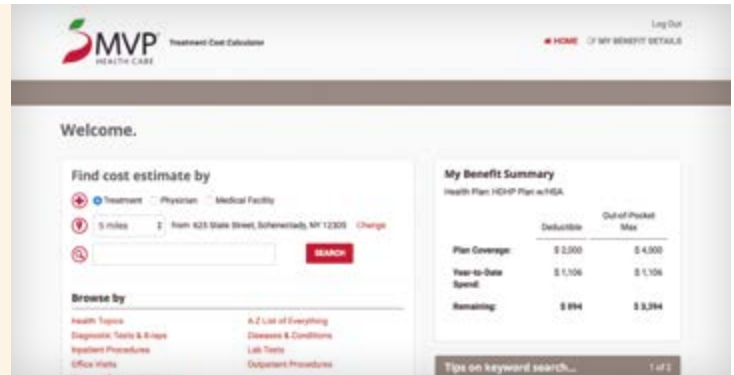 Log Out
MVP
HEALTH CARE
Treatment Cost Calculator
HOME MY BENEFIT DETAILS
Welcome.
Find cost estimate by
Treatment Physician Medical Facility
5 miles from 625 State Street, Schenectady, NY 12305 Change
SEARCH
Browse by
Health Topics
Diagnostic Tests & X-rays
Inpatient Procedures
Office Visits
A-Z List of Everything
Diseases & Conditions
Lab Tests
Outpatient Procedures
My Benefit Summary
Health Plan: HDHP Plan w/HSA
Deductible Out-of-Pocket Max
Plan Coverage: $ 2,000 $ 4,000
Year-to-Date Spend: $ 1,106 $ 1,106
Remaining: $ 894
Tips on keyword search... 1 of 2